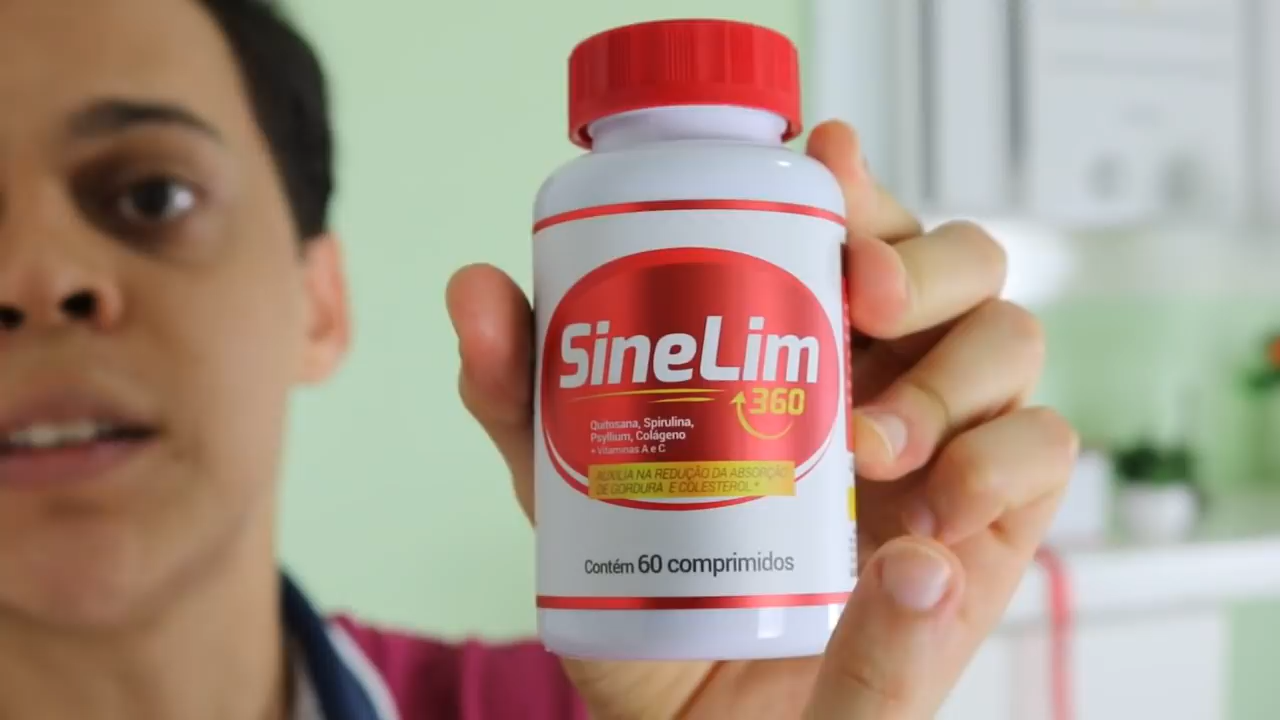 SineLim
360
Quitosana, Spirulina,
Psyllium, Colágeno
+ Vitaminas A e C
AUXILIA NA REDUÇÃO DA ABSORÇÃO
DE GORDURA E COLESTEROL*
Contém 60 comprimidos